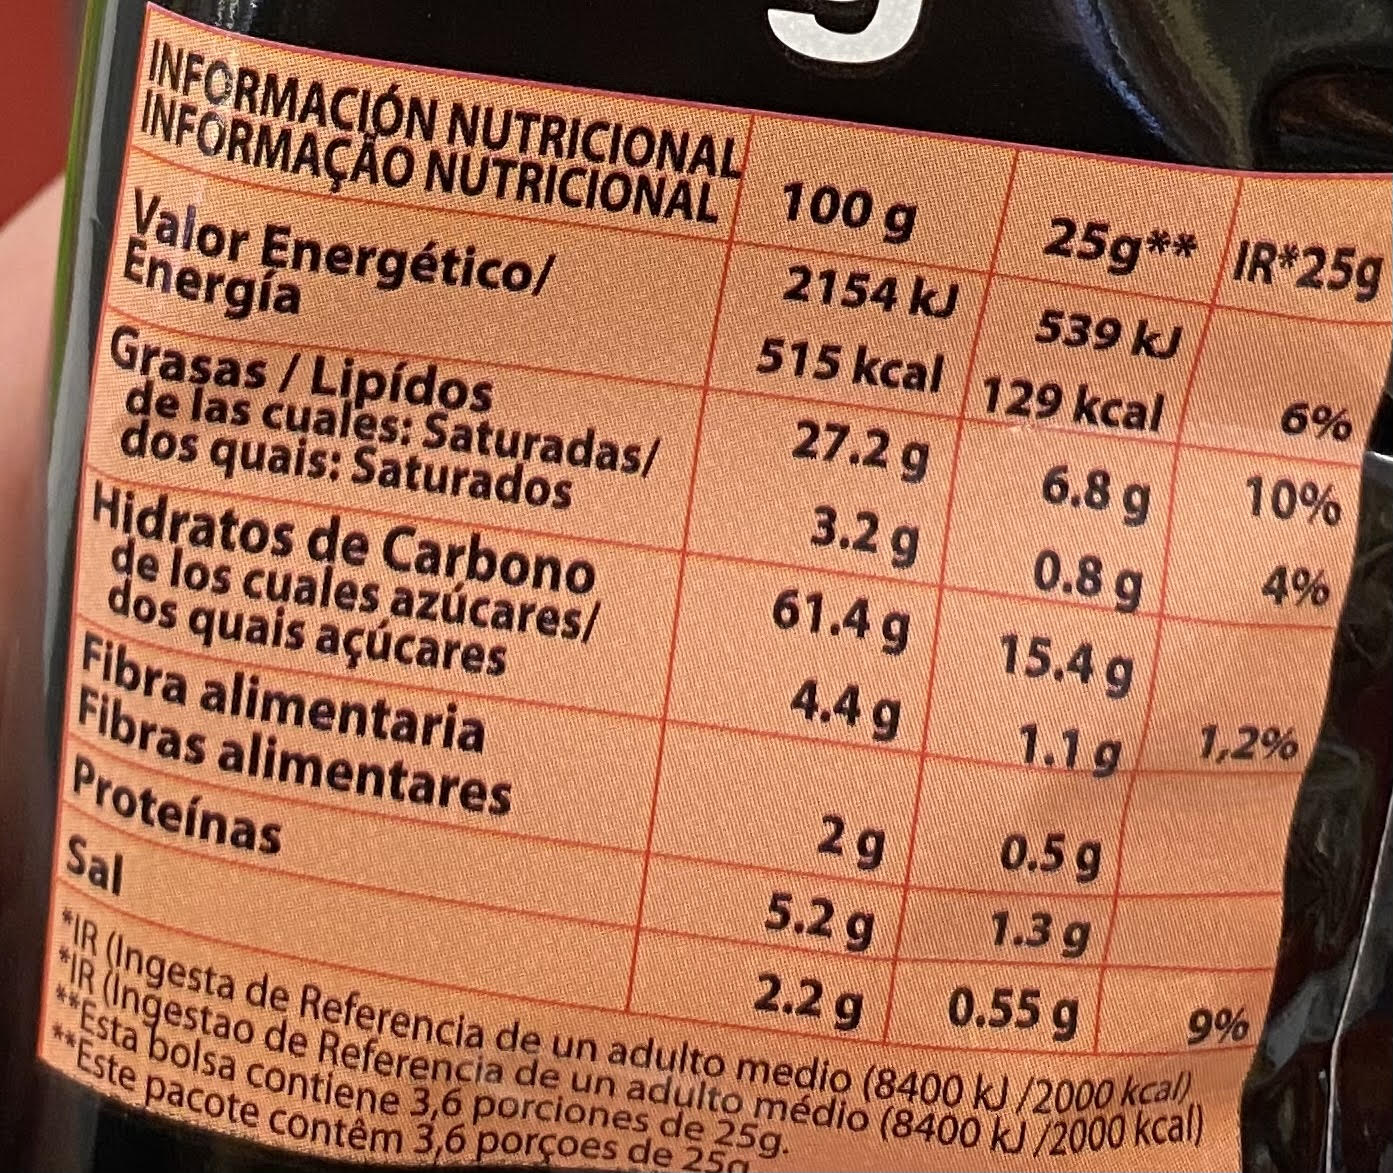 g
INFORMACIÓN NUTRICIONAL
INFORMAÇÃO NUTRICIONAL
100 g 25g** IR*25g
Valor Energético/
Energía
2154 kJ 539 kJ
515 kcal 129 kcal 6%
Grasas / Lipídos 27.2 g 6.8 g 10%
de las cuales: Saturadas/
dos quais: Saturados
3.2 g 0.8 g 4%
Hidratos de Carbono 61.4 g 15.4 g
de los cuales azúcares/
dos quais açúcares
4.4 g 1.1 g 1,2%
Fibra alimentaria
Fibras alimentares
2 g 0.5 g
Proteínas 5.2 g 1.3 g
Sal 2.2 g 0.55 g 9%
*IR (Ingesta de Referencia de un adulto medio (8400 kJ /2000 kcal)
*IR (Ingestao de Referencia de un adulto médio (8400 kJ /2000 kcal)
**Esta bolsa contiene 3,6 porciones de 25g.
**Este pacote contêm 3,6 porçoes de 25g